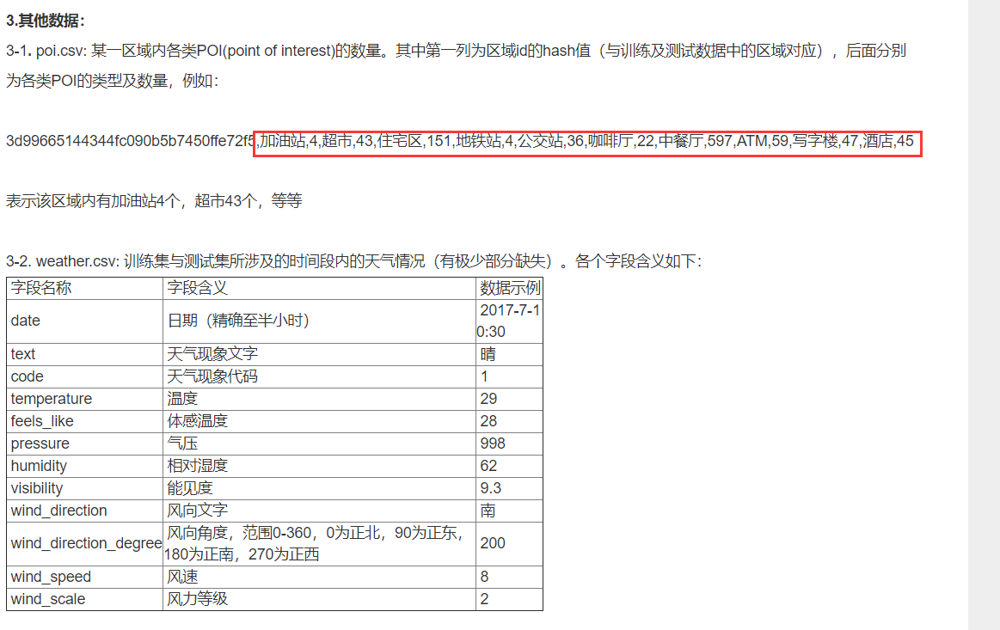 3.其他数据：
3-1. poi.csv: 某一区域内各类POI(point of interest)的数量。其中第一列为区域id的hash值（与训练及测试数据中的区域对应），后面分别
为各类POI的类型及数量，例如：
3d99665144344fc090b5b7450ffe72f5,加油站,4,超市,43,住宅区,151,地铁站,4,公交站,36,咖啡厅,22,中餐厅,597,ATM,59,写字楼,47,酒店,45
表示该区域内有加油站4个，超市43个，等等
3-2. weather.csv: 训练集与测试集所涉及的时间段内的天气情况（有极少部分缺失）。各个字段含义如下：
字段名称 字段含义 数据示例
date 日期（精确至半小时） 2017-7-1
0:30
text 天气现象文字 晴
code 天气现象代码 1
temperature 温度 29
feels_like 体感温度 28
pressure 气压 998
humidity 相对湿度 62
visibility 能见度 9.3
wind_direction 风向文字 南
wind_direction_degree 风向角度，范围0-360，0为正北，90为正东， 200
180为正南，270为正西
wind_speed 风速 8
wind_scale 风力等级 2